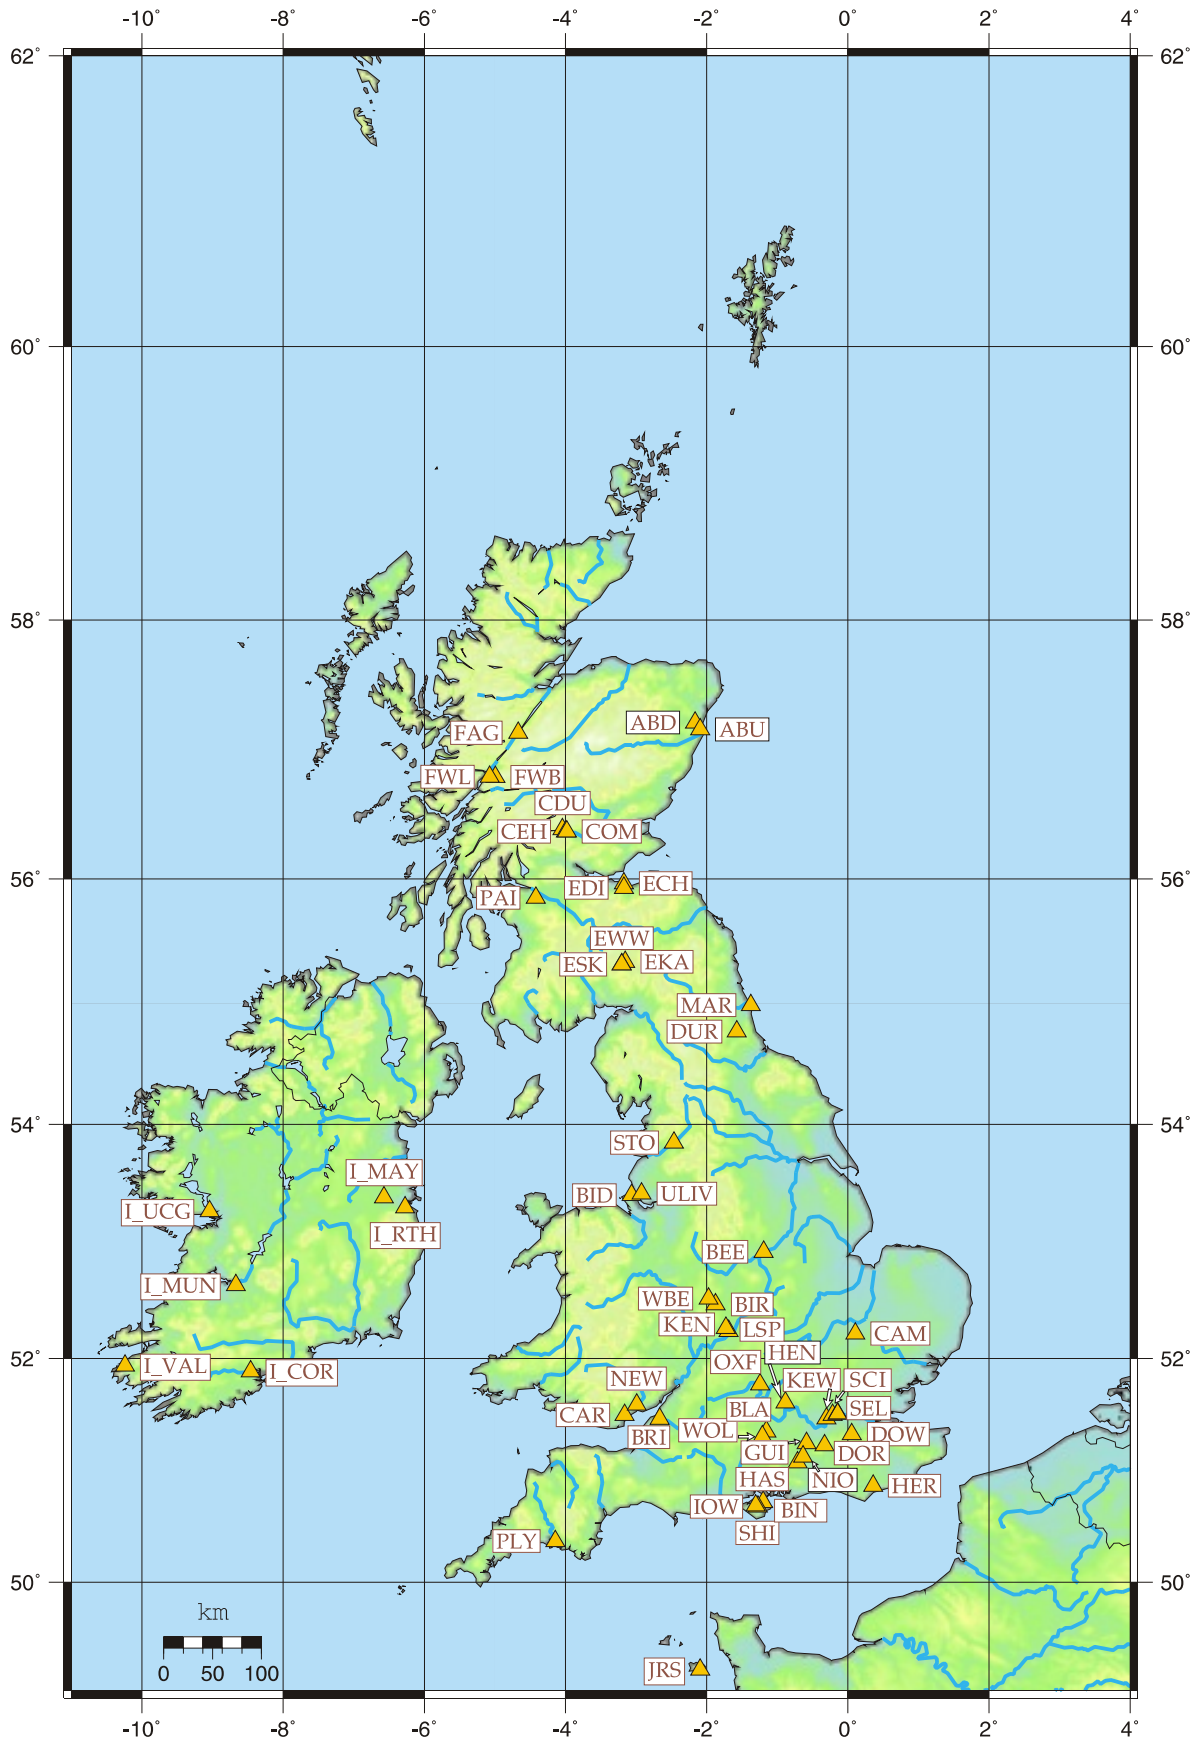 -10° -8° -6° -4° -2° 0° 2° 4°
62° 62°
60° 60°
58° 58°
ABD
ABU
FAG
FWL FWB
CDU
CEH COM
56° 56°
EDI ECH
PAI
EWW
ESK EKA
MAR
DUR
54° 54°
STO
I_MAY
BID ULIV
I_UCG
I_RTH
BEE
I_MUN
WBE BIR
KEN LSP
CAM
HEN
52° 52°
OXF
I_VAL I_COR
NEW KEW SCI
BLA SEL
CAR
BRI WOL DOW
GUI DOR
HAS NIO HER
IOW BIN
SHI
PLY
50° 50°
km
0 50 100
JRS
-10° -8° -6° -4° -2° 0° 2° 4°